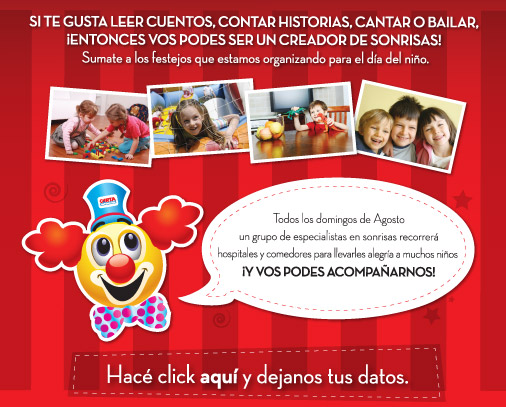 SI TE GUSTA LEER CUENTOS, CONTAR HISTORIAS, CANTAR O BAILAR,
¡ENTONCES VOS PODES SER UN CREADOR DE SONRISAS!
Sumate a los festejos que estamos organizando para el día del niño.
Todos los domingos de Agosto
un grupo de especialistas en sonrisas recorrerá
hospitales y comedores para llevarles alegría a muchos niños
¡Y VOS PODES ACOMPAÑARNOS!
Hacé click aquí y dejanos tus datos.